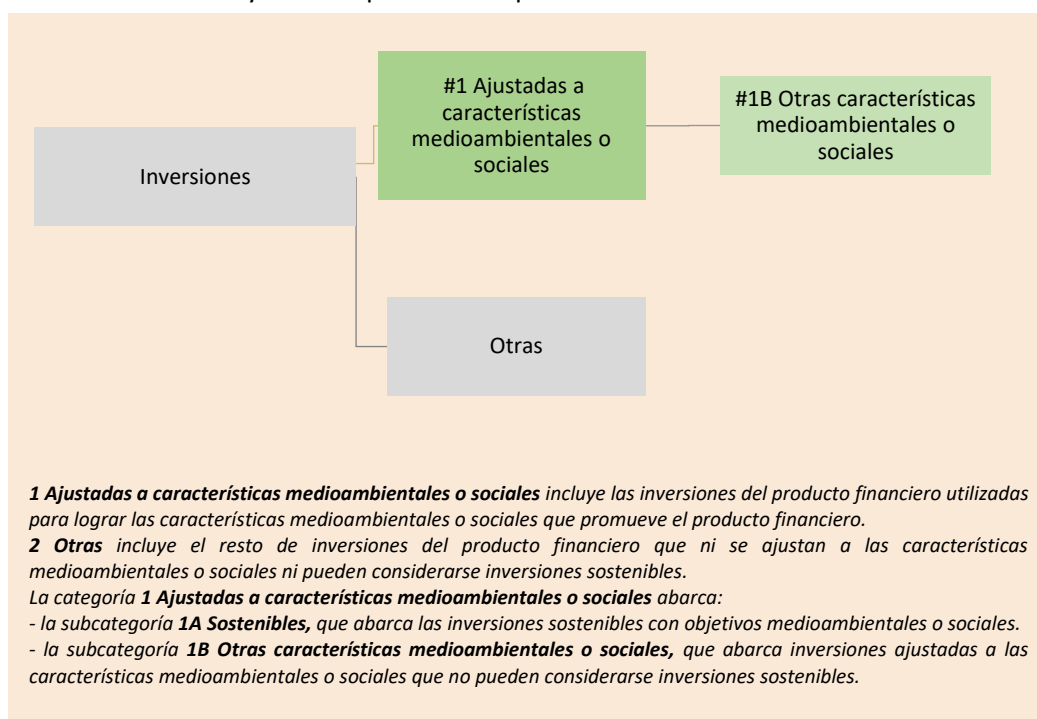 #1 Ajustadas a
características
medioambientales o
sociales
#1B Otras características
medioambientales o
sociales
Inversiones
Otras
1 Ajustadas a características medioambientales o sociales incluye las inversiones del producto financiero utilizadas
para lograr las características medioambientales o sociales que promueve el producto financiero.
2 Otras incluye el resto de inversiones del producto financiero que ni se ajustan a las características
medioambientales o sociales ni pueden considerarse inversiones sostenibles.
La categoría 1 Ajustadas a características medioambientales o sociales abarca:
- la subcategoría 1A Sostenibles, que abarca las inversiones sostenibles con objetivos medioambientales o sociales.
- la subcategoría 1B Otras características medioambientales o sociales, que abarca inversiones ajustadas a las
características medioambientales o sociales que no pueden considerarse inversiones sostenibles.